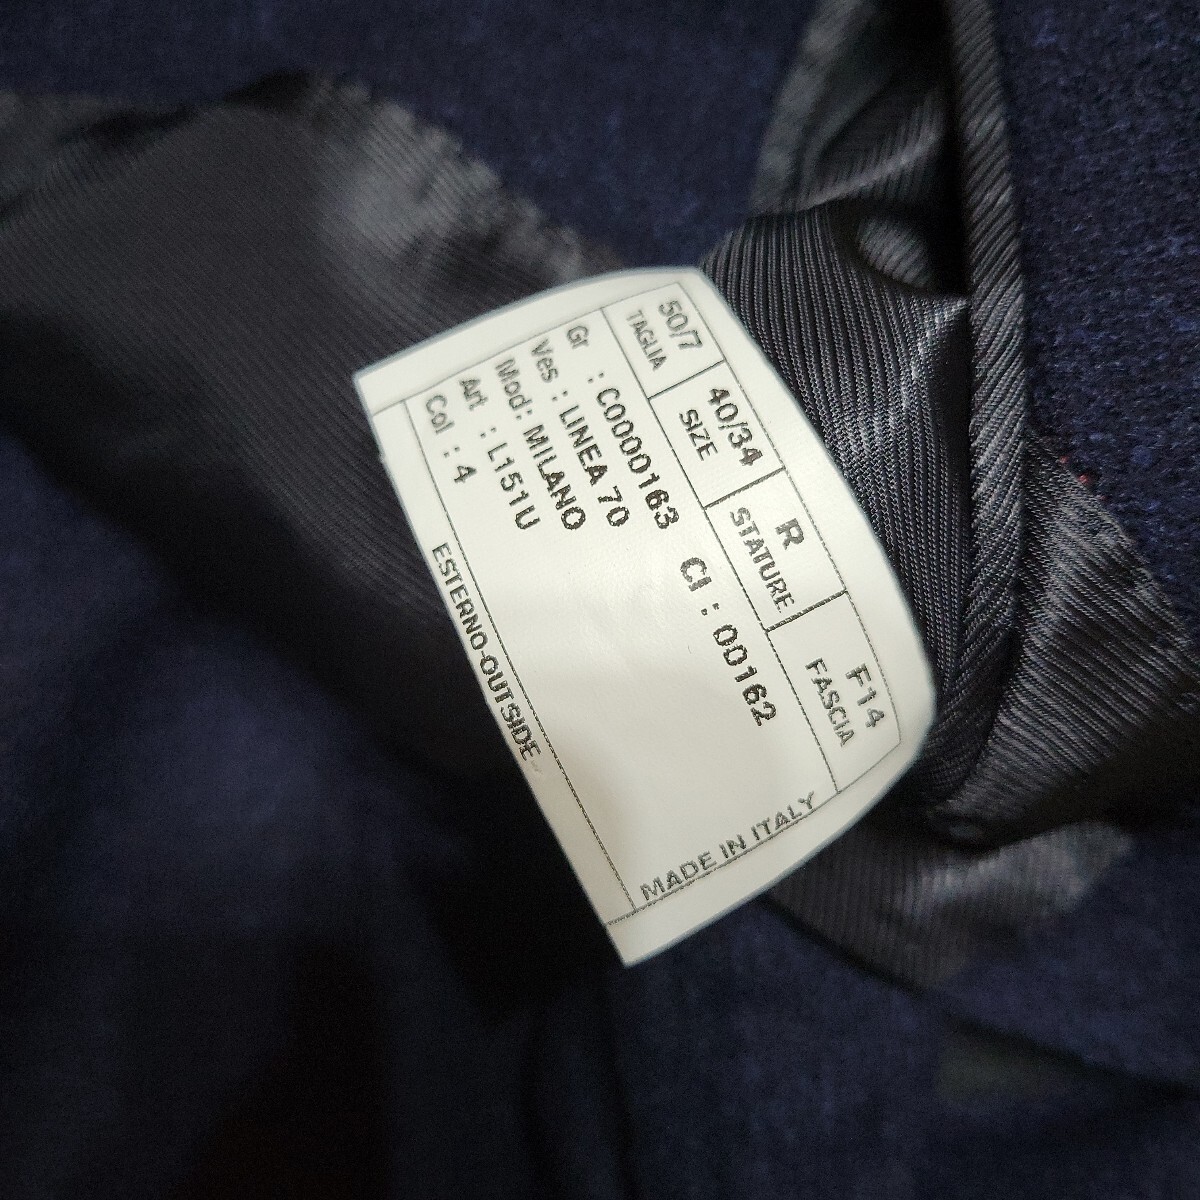 50/7 40/34 R F14
TAGLIA SIZE STATURE FASCIA
Gr : C0000163 Cl : 00162
Ves : LINEA 70
Mod: MILANO
Art : L151U
Col : 4
ESTERNO-OUTSIDE
MADE IN ITALY